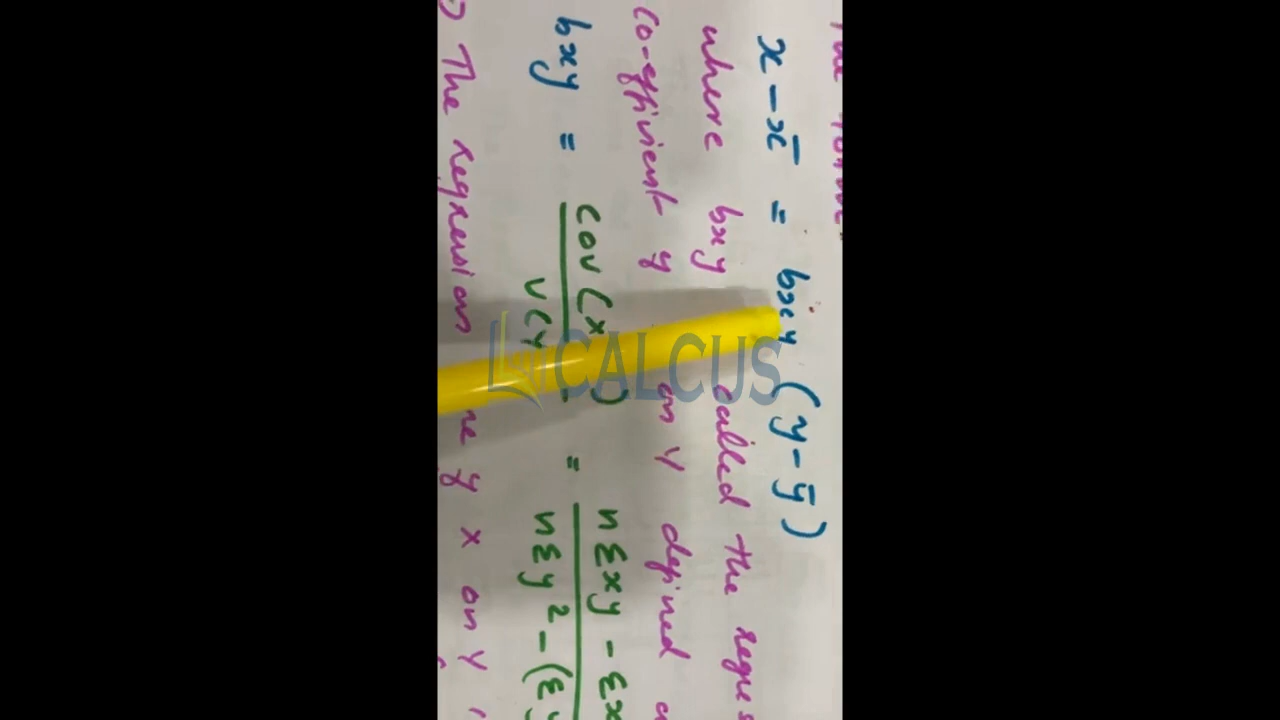 x - x̄ = bxy (y - ȳ)
where bxy called the regres
co-efficient of on Y defined
bxy = cov(x ) / v(y = nΣxy - Σx / nΣy² - (Σy
The regression of x on Y
CALCUS